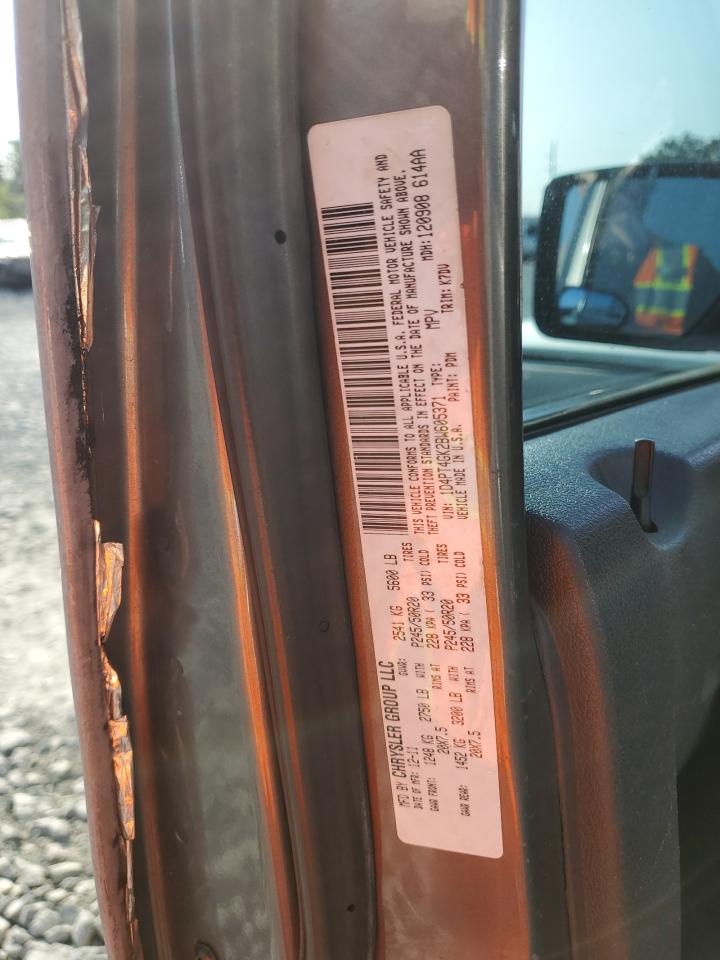 MFD BY CHRYSLER GROUP LLC
DATE OF MFR: 12-11 GVWR: 2541 KG 5600 LB
GAWR FRONT: 1248 KG 2750 LB WITH P245/50R20 TIRES
20X7.5 RIMS AT 228 KPA ( 33 PSI) COLD
GAWR REAR: 1452 KG 3200 LB WITH P245/50R20 TIRES
20X7.5 RIMS AT 228 KPA ( 33 PSI) COLD
THIS VEHICLE CONFORMS TO ALL APPLICABLE U.S.A. FEDERAL MOTOR VEHICLE SAFETY AND
THEFT PREVENTION STANDARDS IN EFFECT ON THE DATE OF MANUFACTURE SHOWN ABOVE.
VIN: 1D4PT4GK2BW605371 TYPE: MPV MDH: 120908 614AA
VEHICLE MADE IN U.S.A. PAINT: PDM TRIM: K7DV